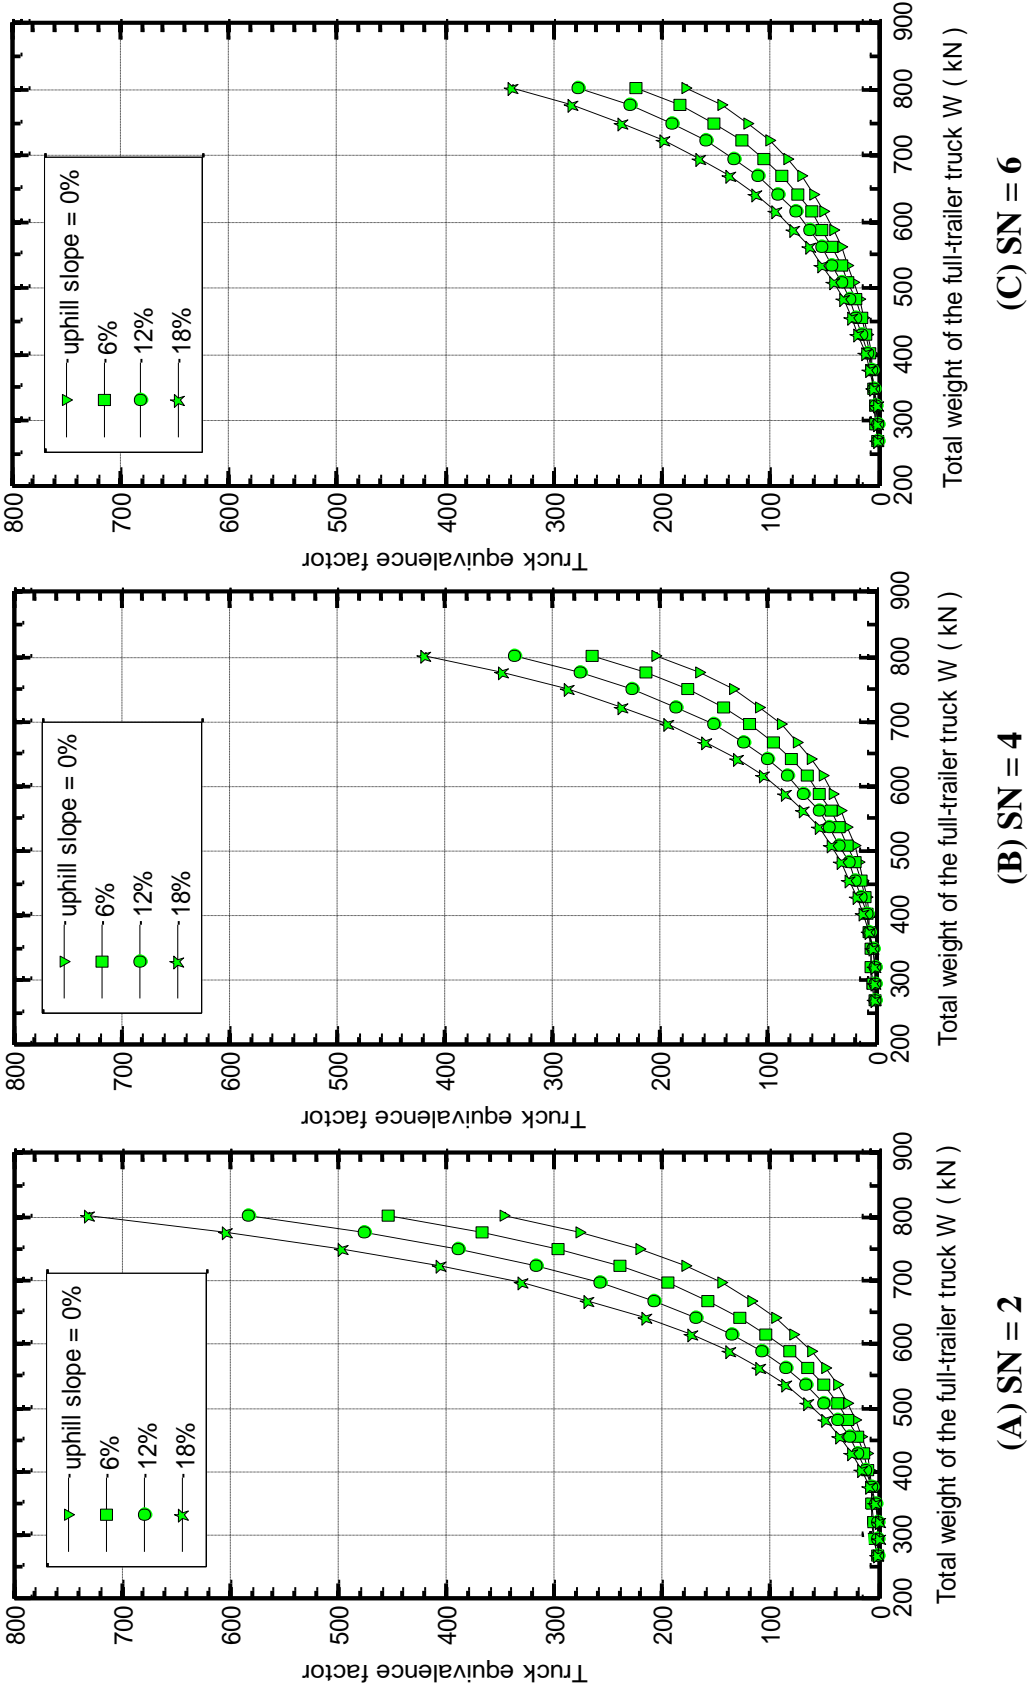 800
700
600
500
400
300
200
100
0
Truck equivalence factor
uphill slope = 0%
6%
12%
18%
200 300 400 500 600 700 800 900
Total weight of the full-trailer truck W ( kN )
(A) SN = 2
800
700
600
500
400
300
200
100
0
Truck equivalence factor
uphill slope = 0%
6%
12%
18%
200 300 400 500 600 700 800 900
Total weight of the full-trailer truck W ( kN )
(B) SN = 4
800
700
600
500
400
300
200
100
0
Truck equivalence factor
uphill slope = 0%
6%
12%
18%
200 300 400 500 600 700 800 900
Total weight of the full-trailer truck W ( kN )
(C) SN = 6